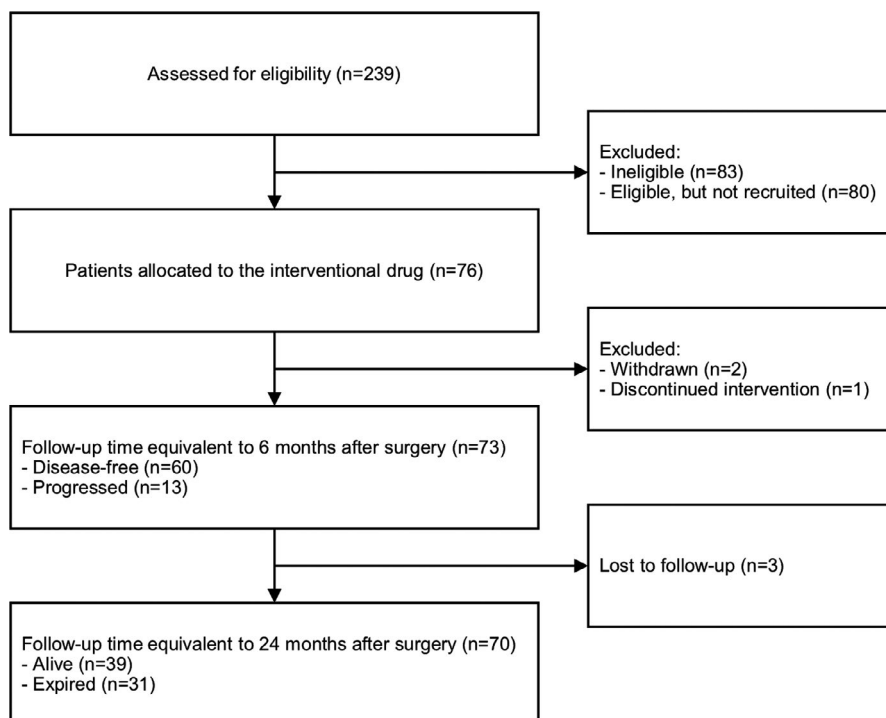 Assessed for eligibility (n=239)
Excluded:
- Ineligible (n=83)
- Eligible, but not recruited (n=80)
Patients allocated to the interventional drug (n=76)
Excluded:
- Withdrawn (n=2)
- Discontinued intervention (n=1)
Follow-up time equivalent to 6 months after surgery (n=73)
- Disease-free (n=60)
- Progressed (n=13)
Lost to follow-up (n=3)
Follow-up time equivalent to 24 months after surgery (n=70)
- Alive (n=39)
- Expired (n=31)